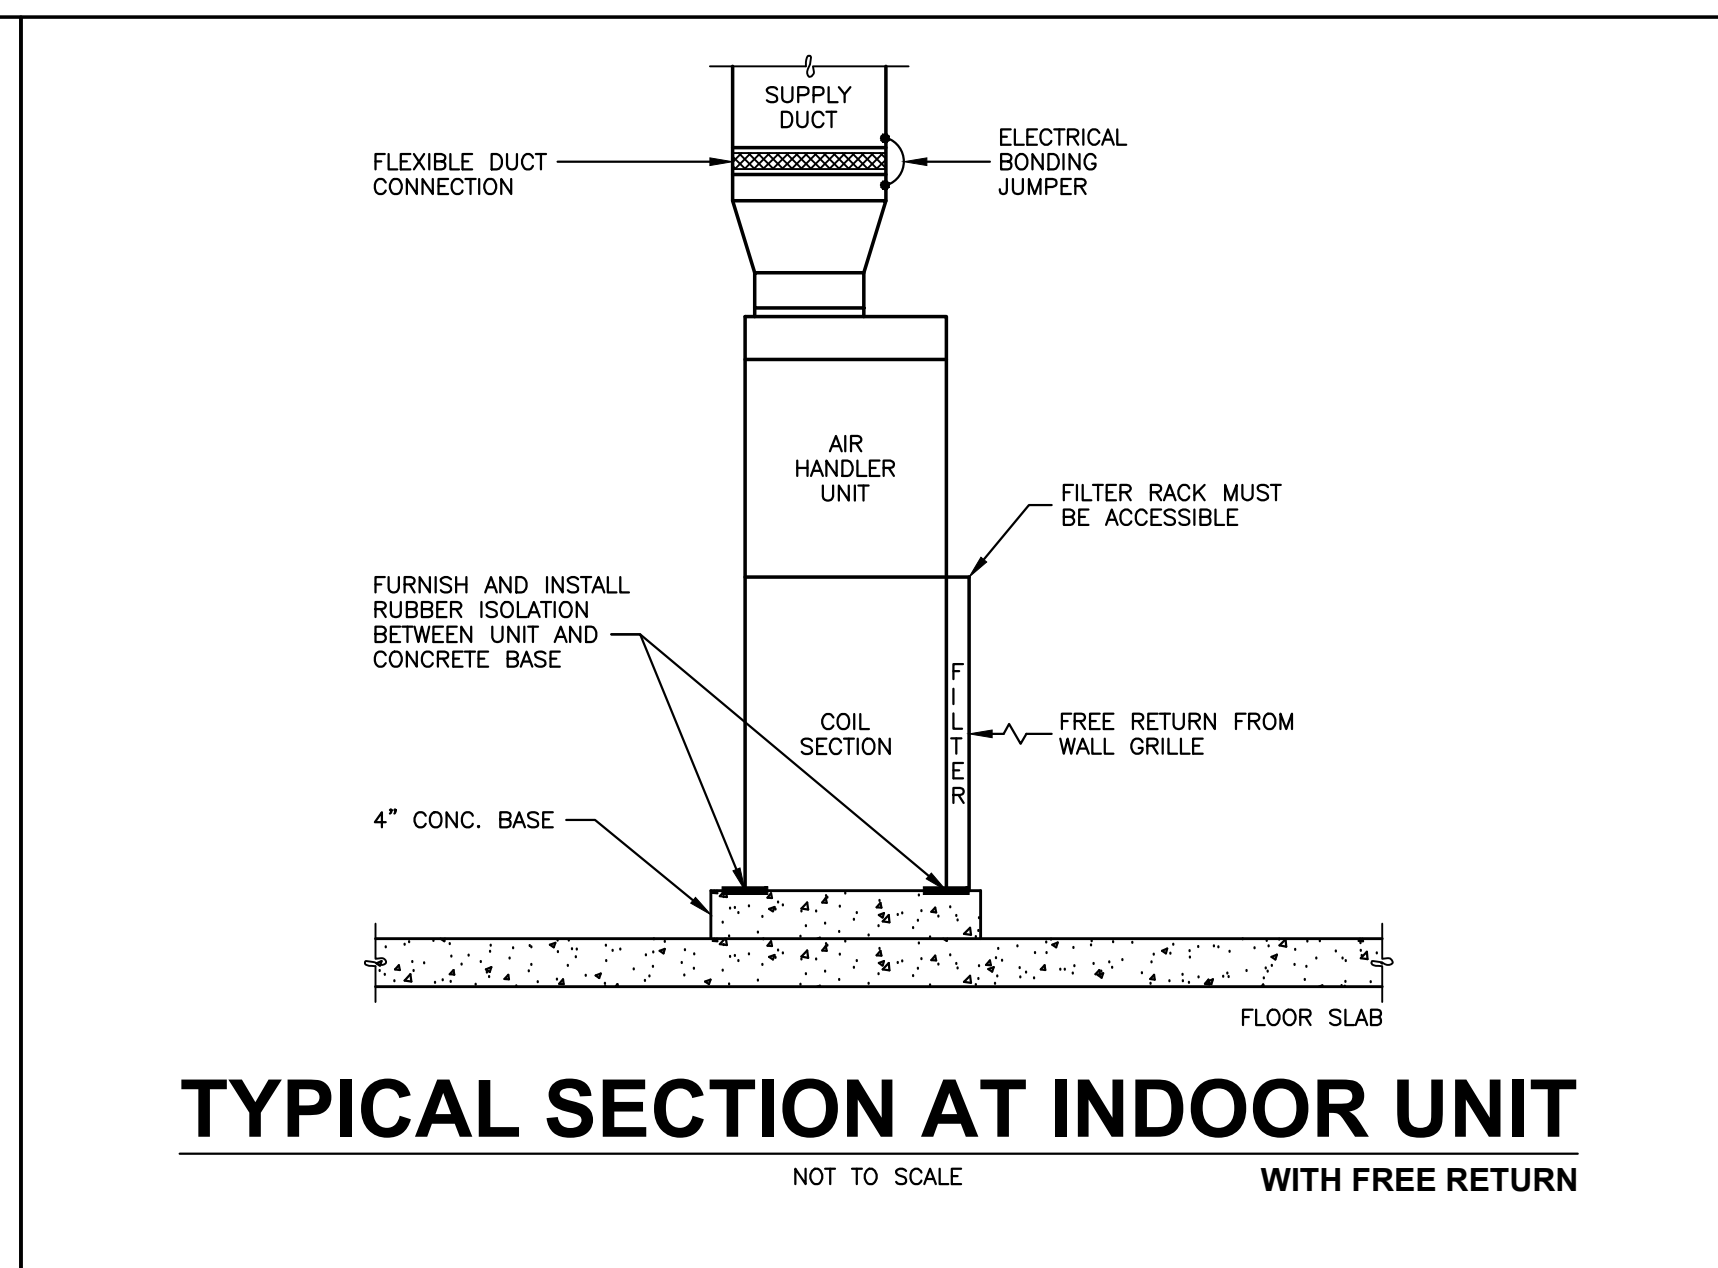 SUPPLY
DUCT
FLEXIBLE DUCT
CONNECTION
ELECTRICAL
BONDING
JUMPER
AIR
HANDLER
UNIT
FILTER RACK MUST
BE ACCESSIBLE
FURNISH AND INSTALL
RUBBER ISOLATION
BETWEEN UNIT AND
CONCRETE BASE
COIL
SECTION
FILTER
FREE RETURN FROM
WALL GRILLE
4” CONC. BASE
FLOOR SLAB
TYPICAL SECTION AT INDOOR UNIT
NOT TO SCALE
WITH FREE RETURN